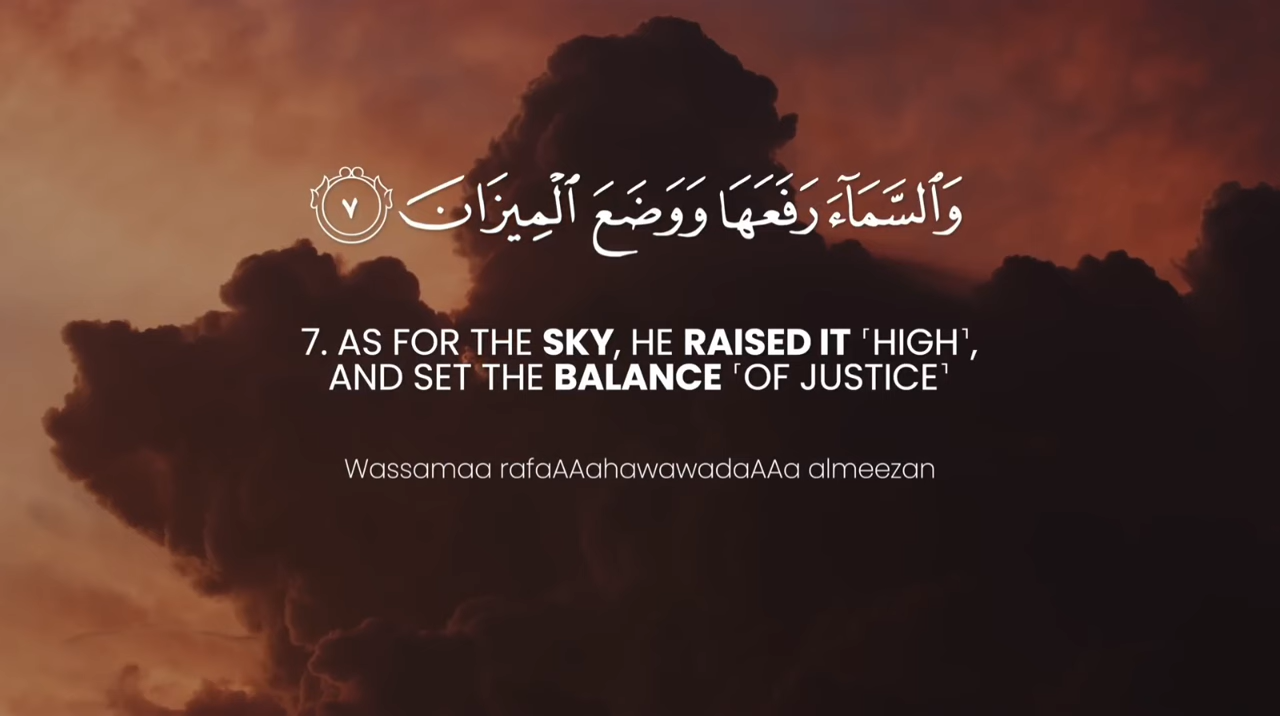 وَٱلسَّمَآءَ رَفَعَهَا وَوَضَعَ ٱلْمِيزَانَ ٧
7. AS FOR THE SKY, HE RAISED IT ⸢HIGH⸣,
AND SET THE BALANCE ⸢OF JUSTICE⸣
Wassamaa rafaAAahawawadaAAa almeezan